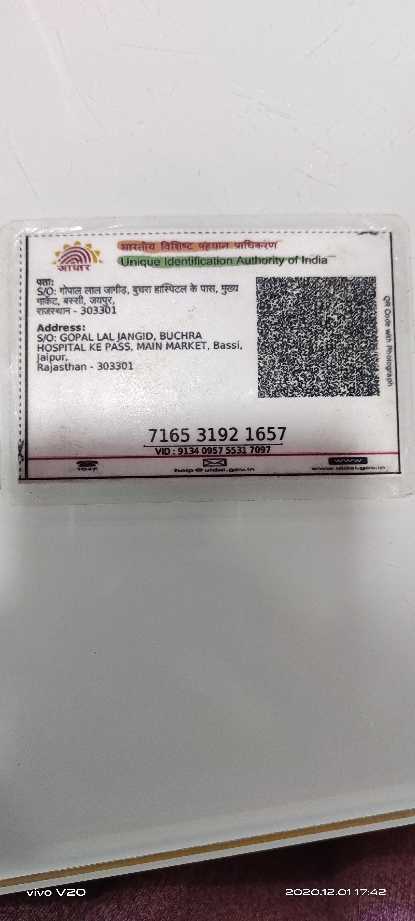 भारतीय विशिष्ट पहचान प्राधिकरण
Unique Identification Authority of India
आधार
पता:
S/O: गोपाल लाल जांगीड, बुचरा हास्पिटल के पास, मुख्य
मार्केट, बस्सी, जयपुर,
राजस्थान - 303301
Address:
S/O: GOPAL LAL JANGID, BUCHRA
HOSPITAL KE PASS, MAIN MARKET, Bassi,
Jaipur,
Rajasthan - 303301
QR Code with Photograph
7165 3192 1657
VID : 9134 0957 5531 7097
1947
help@uidai.gov.in
www
www.uidai.gov.in
vivo V20
2020.12.01 17:42